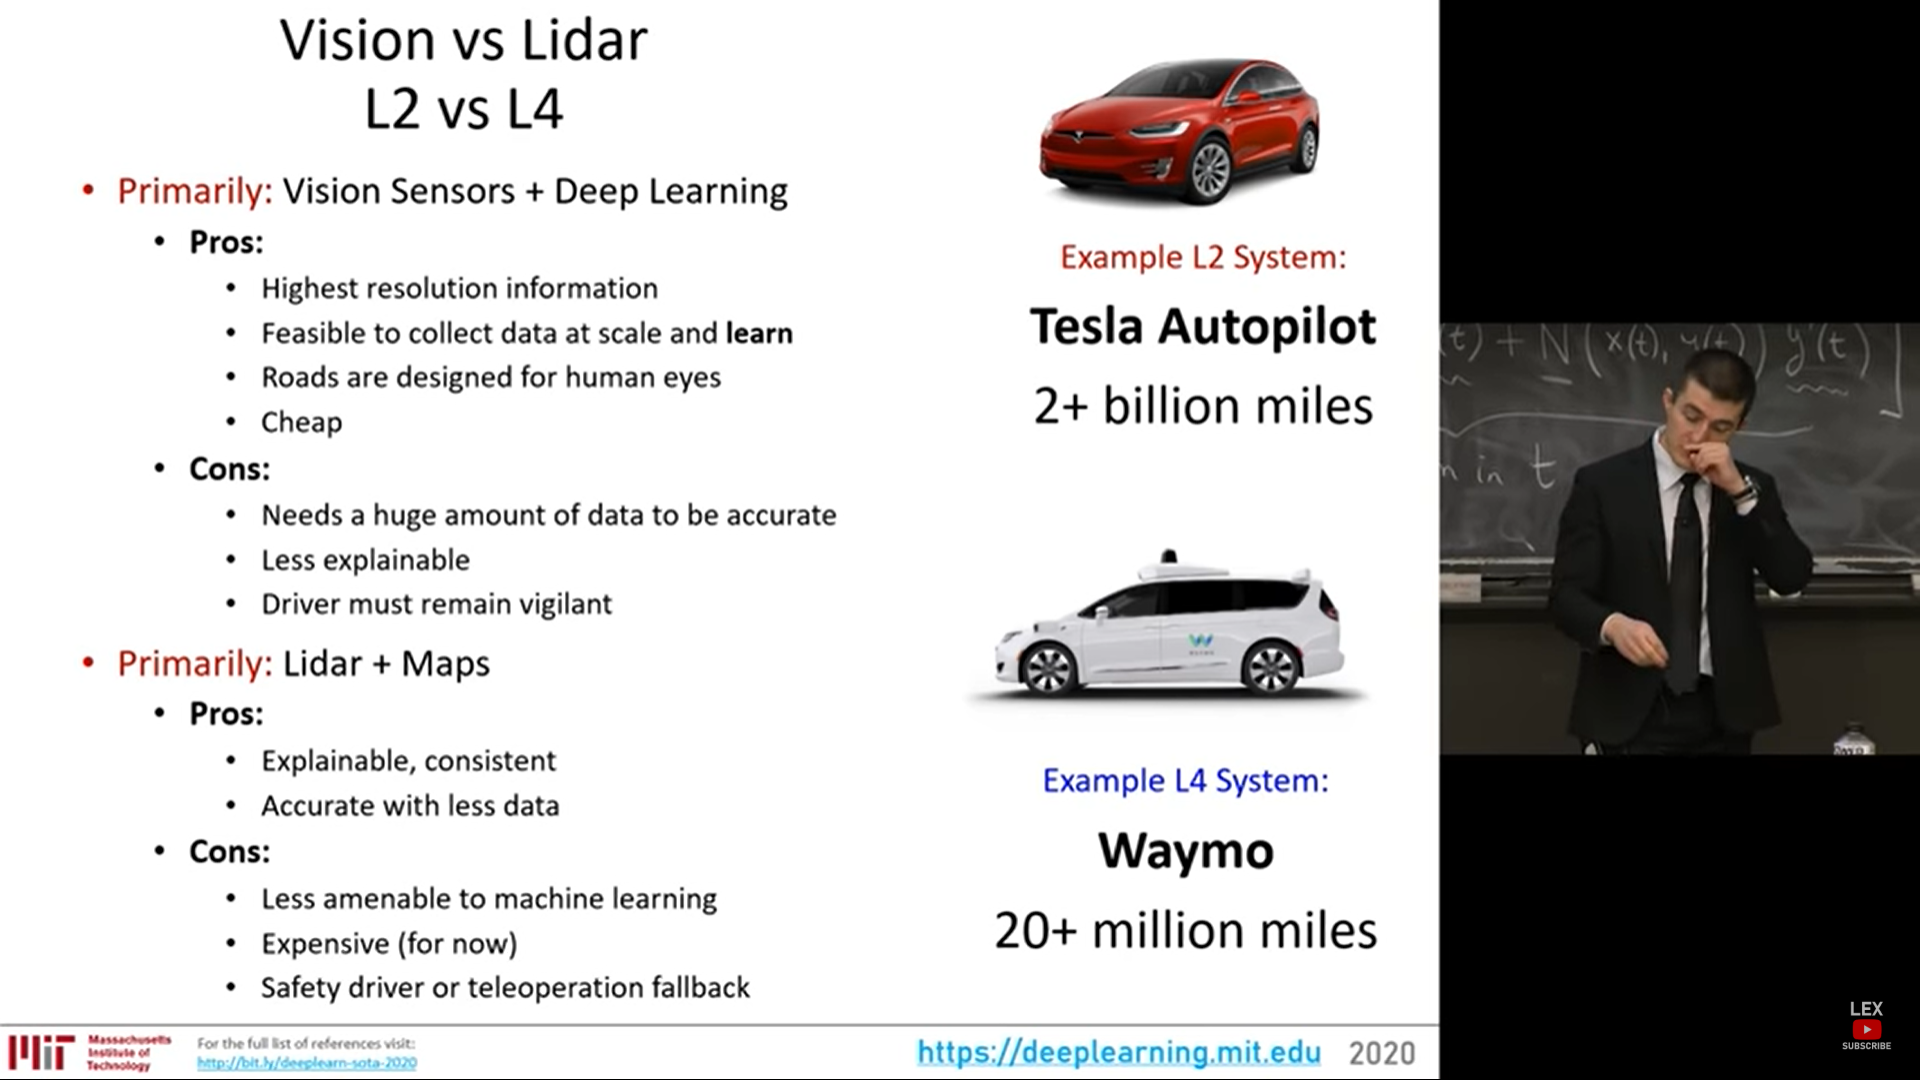 Vision vs Lidar
L2 vs L4
• Primarily: Vision Sensors + Deep Learning
• Pros:
• Highest resolution information
• Feasible to collect data at scale and learn
• Roads are designed for human eyes
• Cheap
• Cons:
• Needs a huge amount of data to be accurate
• Less explainable
• Driver must remain vigilant
• Primarily: Lidar + Maps
• Pros:
• Explainable, consistent
• Accurate with less data
• Cons:
• Less amenable to machine learning
• Expensive (for now)
• Safety driver or teleoperation fallback
Example L2 System:
Tesla Autopilot
2+ billion miles
Example L4 System:
Waymo
20+ million miles
MIT
Massachusetts
Institute of
Technology
For the full list of references visit:
http://bit.ly/deeplearn-sota-2020
https://deeplearning.mit.edu 2020
t) + N(x(t), y(t)) y'(t)
in t
LEX
SUBSCRIBE